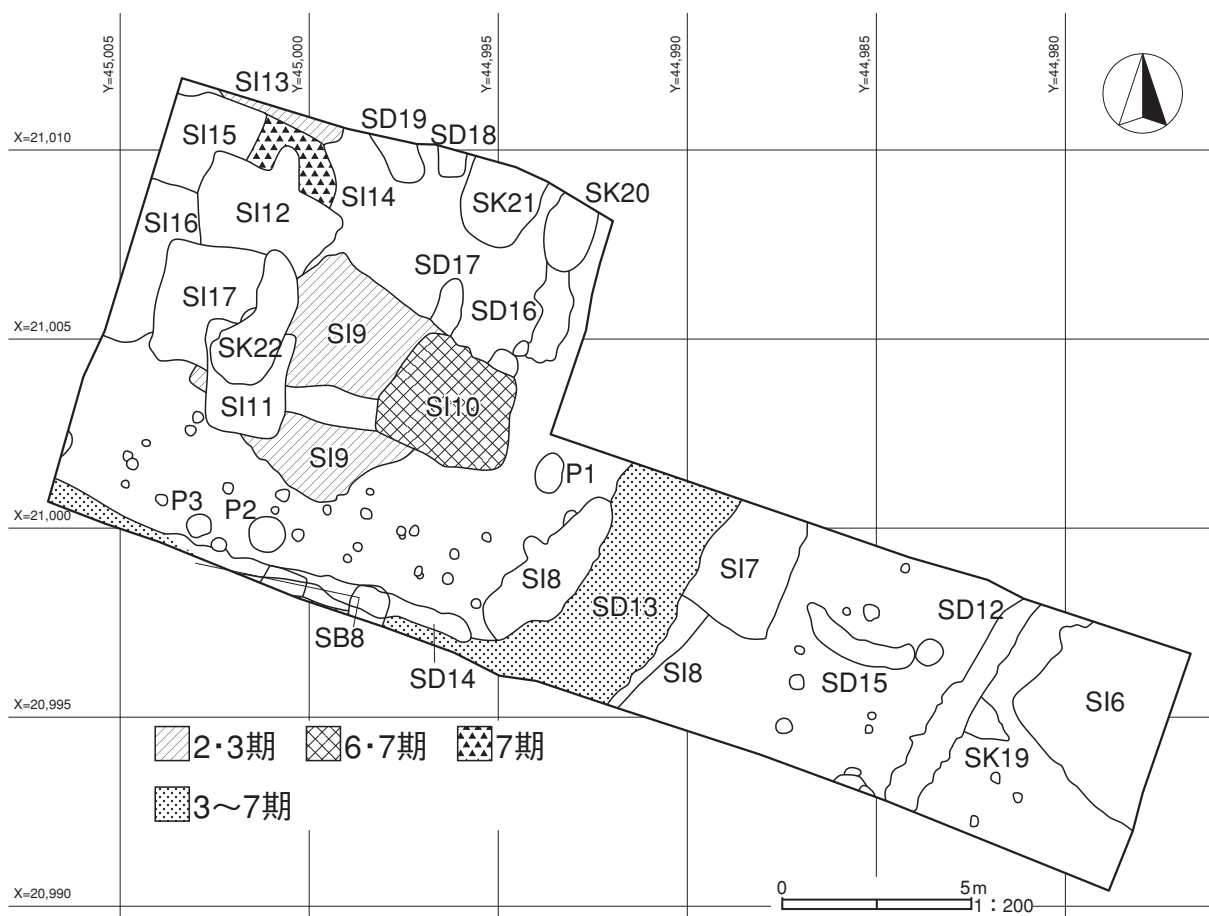 Y=45,005
Y=45,000
Y=44,995
Y=44,990
Y=44,985
Y=44,980
SI13
SD19
SD18
X=21,010
SI15
SI14
SK21
SK20
SI12
SI16
SD17
SI17
SD16
X=21,005
SI9
SK22
SI10
SI11
SI9
P1
P3
P2
X=21,000
SI8
SI7
SD13
SD12
SB8
SD14
SI8
SD15
SI6
X=20,995
SK19
2・3期
6・7期
7期
3～7期
X=20,990
0
5m
1：200